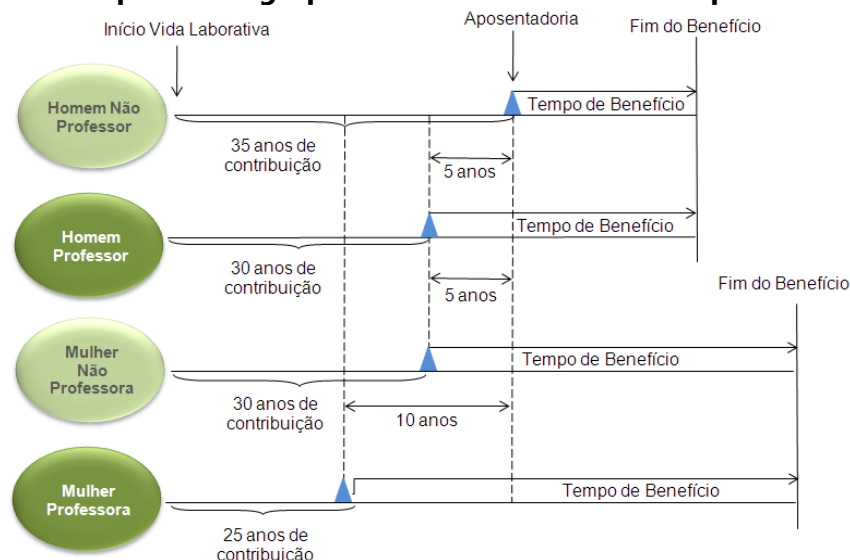 Início Vida Laborativa
Aposentadoria
Fim do Benefício
Homem Não
Professor
Tempo de Benefício
35 anos de
contribuição
5 anos
Homem
Professor
Tempo de Benefício
30 anos de
contribuição
5 anos
Fim do Benefício
Mulher
Não
Professora
Tempo de Benefício
30 anos de
contribuição
10 anos
Mulher
Professora
Tempo de Benefício
25 anos de
contribuição